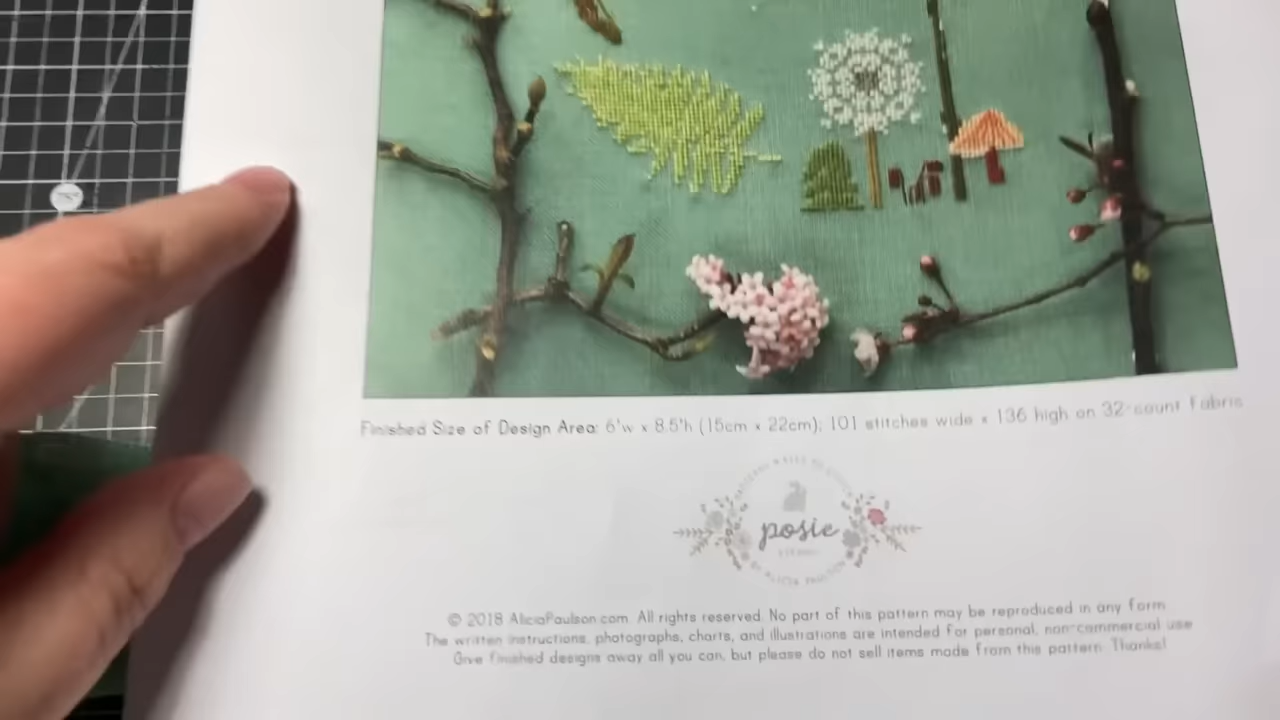 Finished Size of Design Area: 6"w x 8.5"h (15cm x 22cm); 101 stitches wide x 136 high on 32-count fabric
posie
BY ALICIA PAULSON
© 2018 AliciaPaulson.com. All rights reserved. No part of this pattern may be reproduced in any form.
The written instructions, photographs, charts, and illustrations are intended for personal, non-commercial use.
Give finished designs away all you can, but please do not sell items made from this pattern. Thanks!